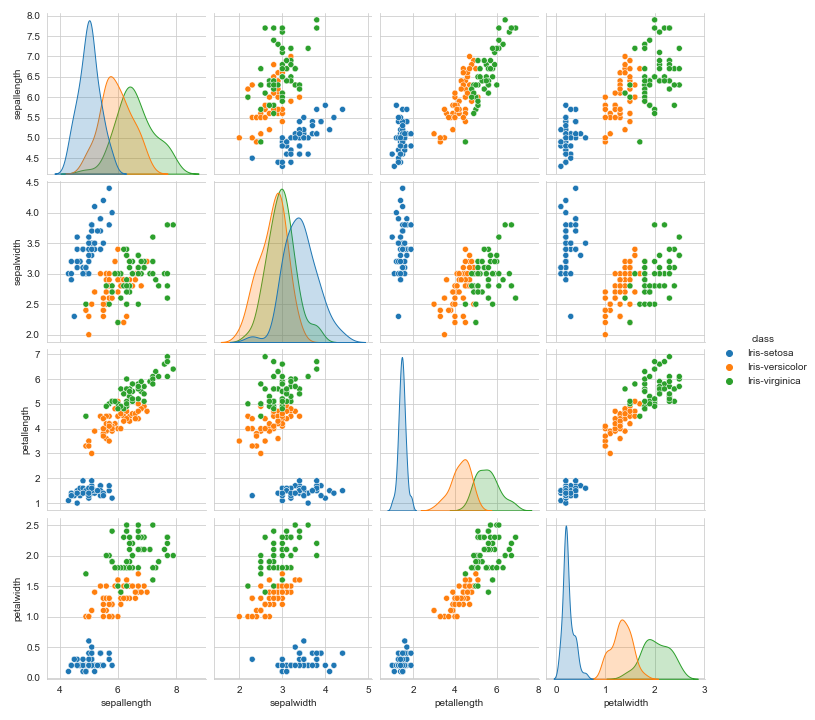 8.0
7.5
7.0
6.5
6.0
5.5
5.0
4.5
sepallength
4.5
4.0
3.5
3.0
2.5
2.0
sepalwidth
class
Iris-setosa
Iris-versicolor
Iris-virginica
7
6
5
4
3
2
1
petallength
2.5
2.0
1.5
1.0
0.5
0.0
petalwidth
4 6 8
2 3 4 5
2 4 6 8
0 1 2 3
sepallength
sepalwidth
petallength
petalwidth